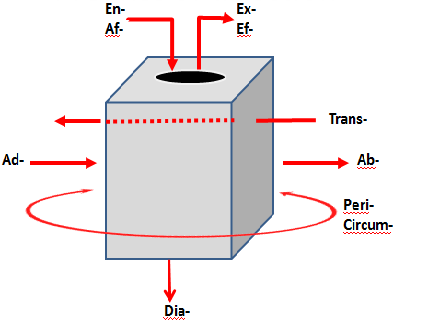 En-
Af-
Ex-
Ef-
Trans-
Ad-
Ab-
Peri-
Circum-
Dia-